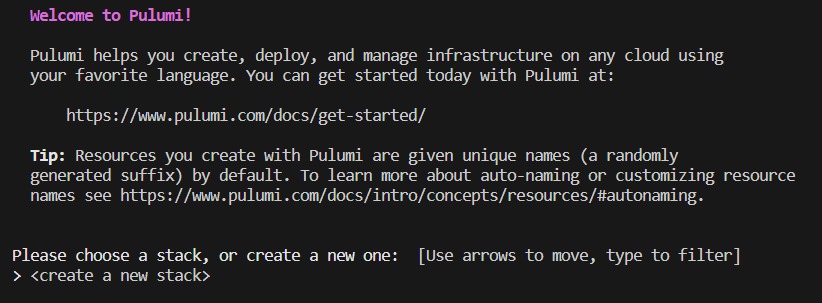 Welcome to Pulumi!
Pulumi helps you create, deploy, and manage infrastructure on any cloud using
your favorite language. You can get started today with Pulumi at:
https://www.pulumi.com/docs/get-started/
Tip: Resources you create with Pulumi are given unique names (a randomly
generated suffix) by default. To learn more about auto-naming or customizing resource
names see https://www.pulumi.com/docs/intro/concepts/resources/#autonaming.
Please choose a stack, or create a new one:  [Use arrows to move, type to filter]
> <create a new stack>